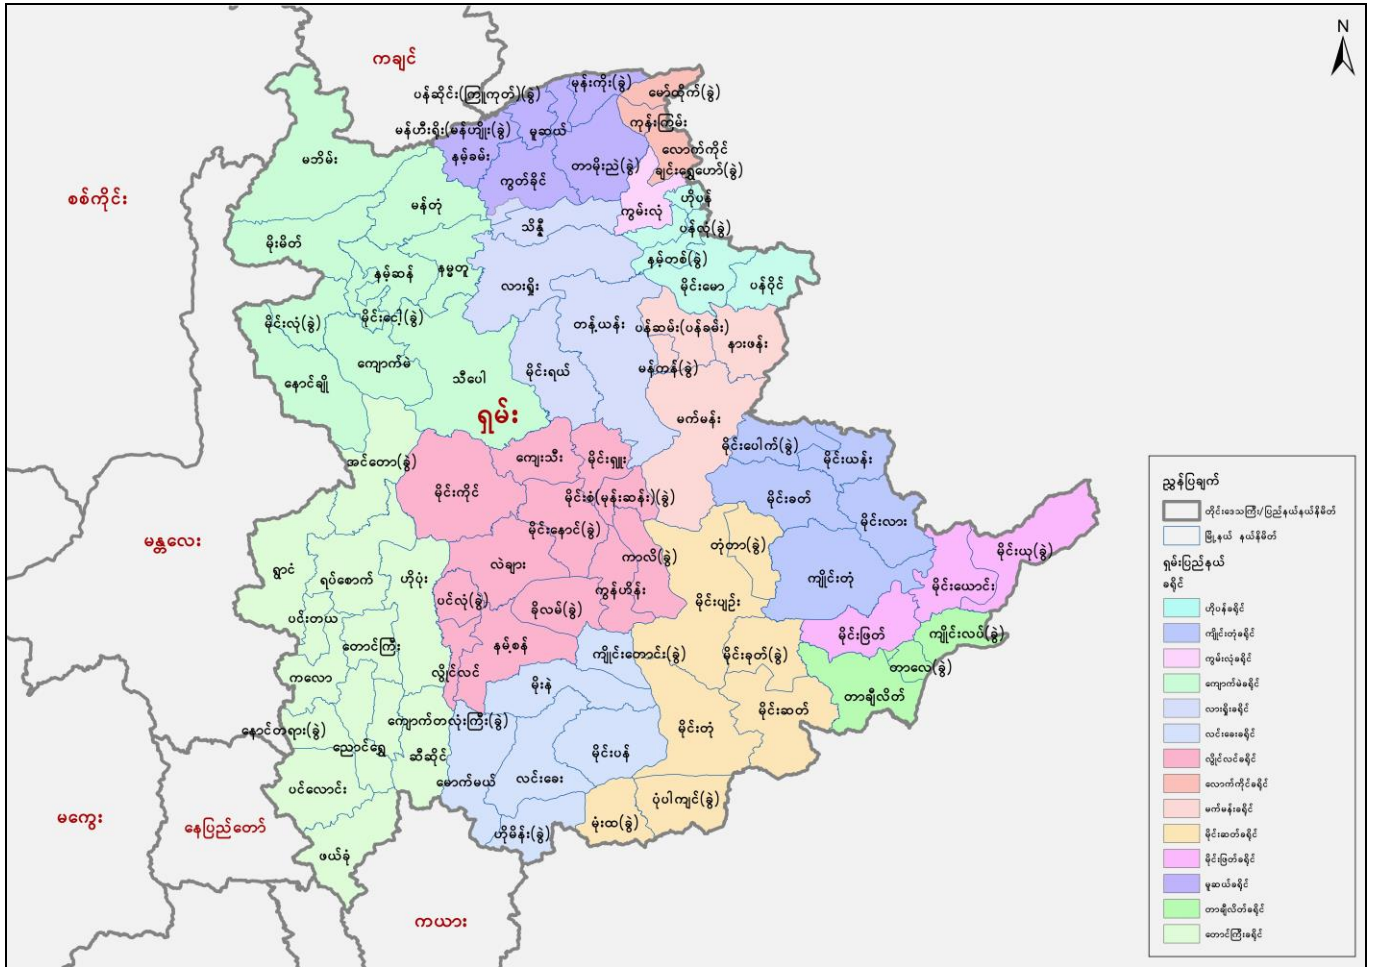 N
ကချင်
မုန်းကိုး(ခွဲ)
ပန်ဆိုင်း(ကြူကုတ်)(ခွဲ)
မော်ထိုက်(ခွဲ)
ကုန်းကြမ်း
မန်ဟီးရိုး(မန်ဟျိုး)(ခွဲ)
မူဆယ်
နမ့်ခမ်း
လောက်ကိုင်
မဘိမ်း
တာမိုးညဲ(ခွဲ)
ချင်းရွှေဟော်(ခွဲ)
ကွတ်ခိုင်
စစ်ကိုင်း
ဟိုပန်
မန်တုံ
ကွမ်းလုံ
သိန္နီ
ပန်လုံ(ခွဲ)
မိုးမိတ်
နမ့်တစ်(ခွဲ)
နမ့်ဆန်
နမ္မတူ
လားရှိုး
မိုင်းမော
ပန်ဝိုင်
မိုင်းလုံ(ခွဲ)
မိုင်းငေါ့(ခွဲ)
တန့်ယန်း
ပန်ဆမ်း(ပန်ခမ်း)
နားဖန်း
ကျောက်မဲ
မိုင်းရယ်
မန်ကန်(ခွဲ)
နောင်ချို
သီပေါ
ရှမ်း
မက်မန်း
မိုင်းပေါက်(ခွဲ)
အင်တော(ခွဲ)
ကျေးသီး
မိုင်းရှူး
မိုင်းယန်း
မိုင်းကိုင်
မိုင်းစံ(မုန်းဆန်း)(ခွဲ)
မိုင်းခတ်
မိုင်းလား
မန္တလေး
မိုင်းနောင်(ခွဲ)
တုံတာ(ခွဲ)
မိုင်းယု(ခွဲ)
ကာလိ(ခွဲ)
ရွာငံ
ရပ်စောက်
ဟိုပုံး
လဲချား
ကျိုင်းတုံ
မိုင်းယောင်း
ကွန်ဟိန်း
ပင်လုံ(ခွဲ)
ခိုလမ်(ခွဲ)
မိုင်းပျဉ်း
ပင်းတယ
မိုင်းဖြတ်
ကျိုင်းလပ်(ခွဲ)
တောင်ကြီး
နမ့်စန်
ကျိုင်းတောင်း(ခွဲ)
မိုင်းခုတ်(ခွဲ)
တာလေ(ခွဲ)
ကလော
လွိုင်လင်
မိုးနဲ
တာချီလိတ်
မိုင်းဆတ်
နောင်တရား(ခွဲ)
ကျောက်တလုံးကြီး(ခွဲ)
မိုင်းတုံ
ညောင်ရွှေ
ဆီဆိုင်
မိုင်းပန်
ပင်လောင်း
မောက်မယ်
လင်းခေး
ပုံပါကျင်(ခွဲ)
မကွေး
နေပြည်တော်
ဟိုမိန်း(ခွဲ)
မုံးထ(ခွဲ)
ဖယ်ခုံ
ကယား
ညွှန်ပြချက်
တိုင်းဒေသကြီး/ပြည်နယ်နယ်နိမိတ်
မြို့နယ် နယ်နိမိတ်
ရှမ်းပြည်နယ်
ခရိုင်
ဟိုပန်ခရိုင်
ကျိုင်းတုံခရိုင်
ကွမ်းလုံခရိုင်
ကျောက်မဲခရိုင်
လားရှိုးခရိုင်
လင်းခေးခရိုင်
လွိုင်လင်ခရိုင်
လောက်ကိုင်ခရိုင်
မက်မန်းခရိုင်
မိုင်းဆတ်ခရိုင်
မိုင်းဖြတ်ခရိုင်
မူဆယ်ခရိုင်
တာချီလိတ်ခရိုင်
တောင်ကြီးခရိုင်